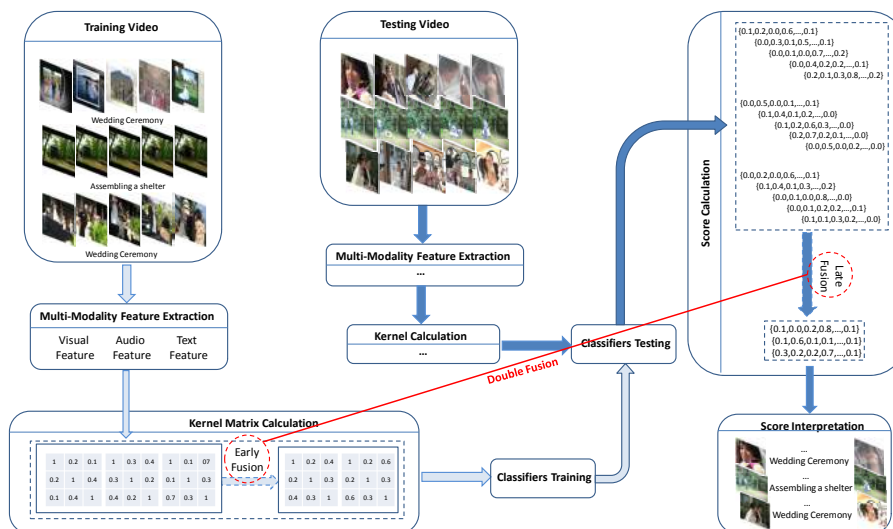 Training Video
Wedding Ceremony
Assembling a shelter
Wedding Ceremony
Multi-Modality Feature Extraction
Visual Feature
Audio Feature
Text Feature
Kernel Matrix Calculation
1 0.2 0.1 1 0.3 0.4 1 0.1 07
0.2 1 0.4 0.3 1 0.2 0.1 1 0.3
0.1 0.4 1 0.4 0.2 1 0.7 0.3 1
Early Fusion
1 0.2 0.4 1 0.2 0.6
0.2 1 0.3 0.2 1 0.3
0.4 0.3 1 0.6 0.3 1
Testing Video
Multi-Modality Feature Extraction
...
Kernel Calculation
...
Double Fusion
Classifiers Testing
Classifiers Training
Score Calculation
{0.1,0.2,0.0,0.6,...,0.1}
{0.0,0.3,0.1,0.5,...,0.1}
{0.0,0.1,0.0,0.7,...,0.2}
{0.0,0.4,0.2,0.2,...,0.1}
{0.2,0.1,0.3,0.8,...,0.2}
{0.0,0.5,0.0,0.1,...,0.1}
{0.1,0.4,0.1,0.2,...,0.0}
{0.1,0.2,0.6,0.3,...,0.0}
{0.2,0.7,0.2,0.1,...,0.0}
{0.0,0.5,0.0,0.2,...,0.0}
{0.0,0.2,0.0,0.6,...,0.1}
{0.1,0.4,0.1,0.3,...,0.2}
{0.0,0.1,0.0,0.8,...,0.0}
{0.0,0.1,0.2,0.2,...,0.1}
{0.1,0.1,0.3,0.2,...,0.0}
Late Fusion
{0.1,0.0,0.2,0.8,...,0.1}
{0.1,0.6,0.1,0.1,...,0.1}
{0.3,0.2,0.2,0.7,...,0.1}
Score Interpretation
...
Wedding Ceremony
...
Assembling a shelter
...
Wedding Ceremony